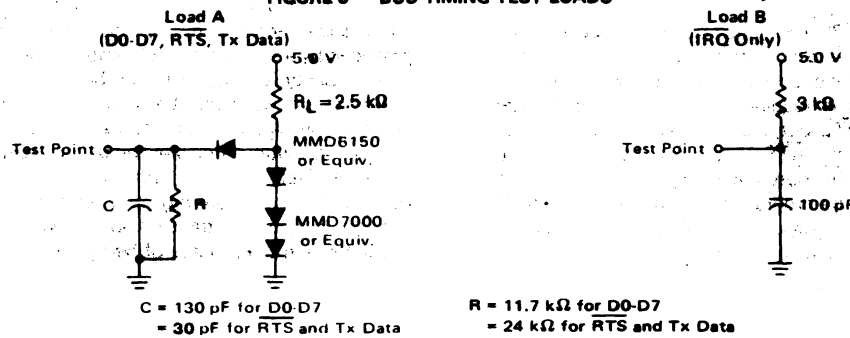 Load A
(D0-D7, RTS, Tx Data)
5.0 V
RL = 2.5 kΩ
Test Point
MMD6150
or Equiv.
C
R
MMD7000
or Equiv.
C = 130 pF for D0-D7
= 30 pF for RTS and Tx Data
Load B
(IRQ Only)
5.0 V
3 kΩ
Test Point
100 pF
R = 11.7 kΩ for D0-D7
= 24 kΩ for RTS and Tx Data